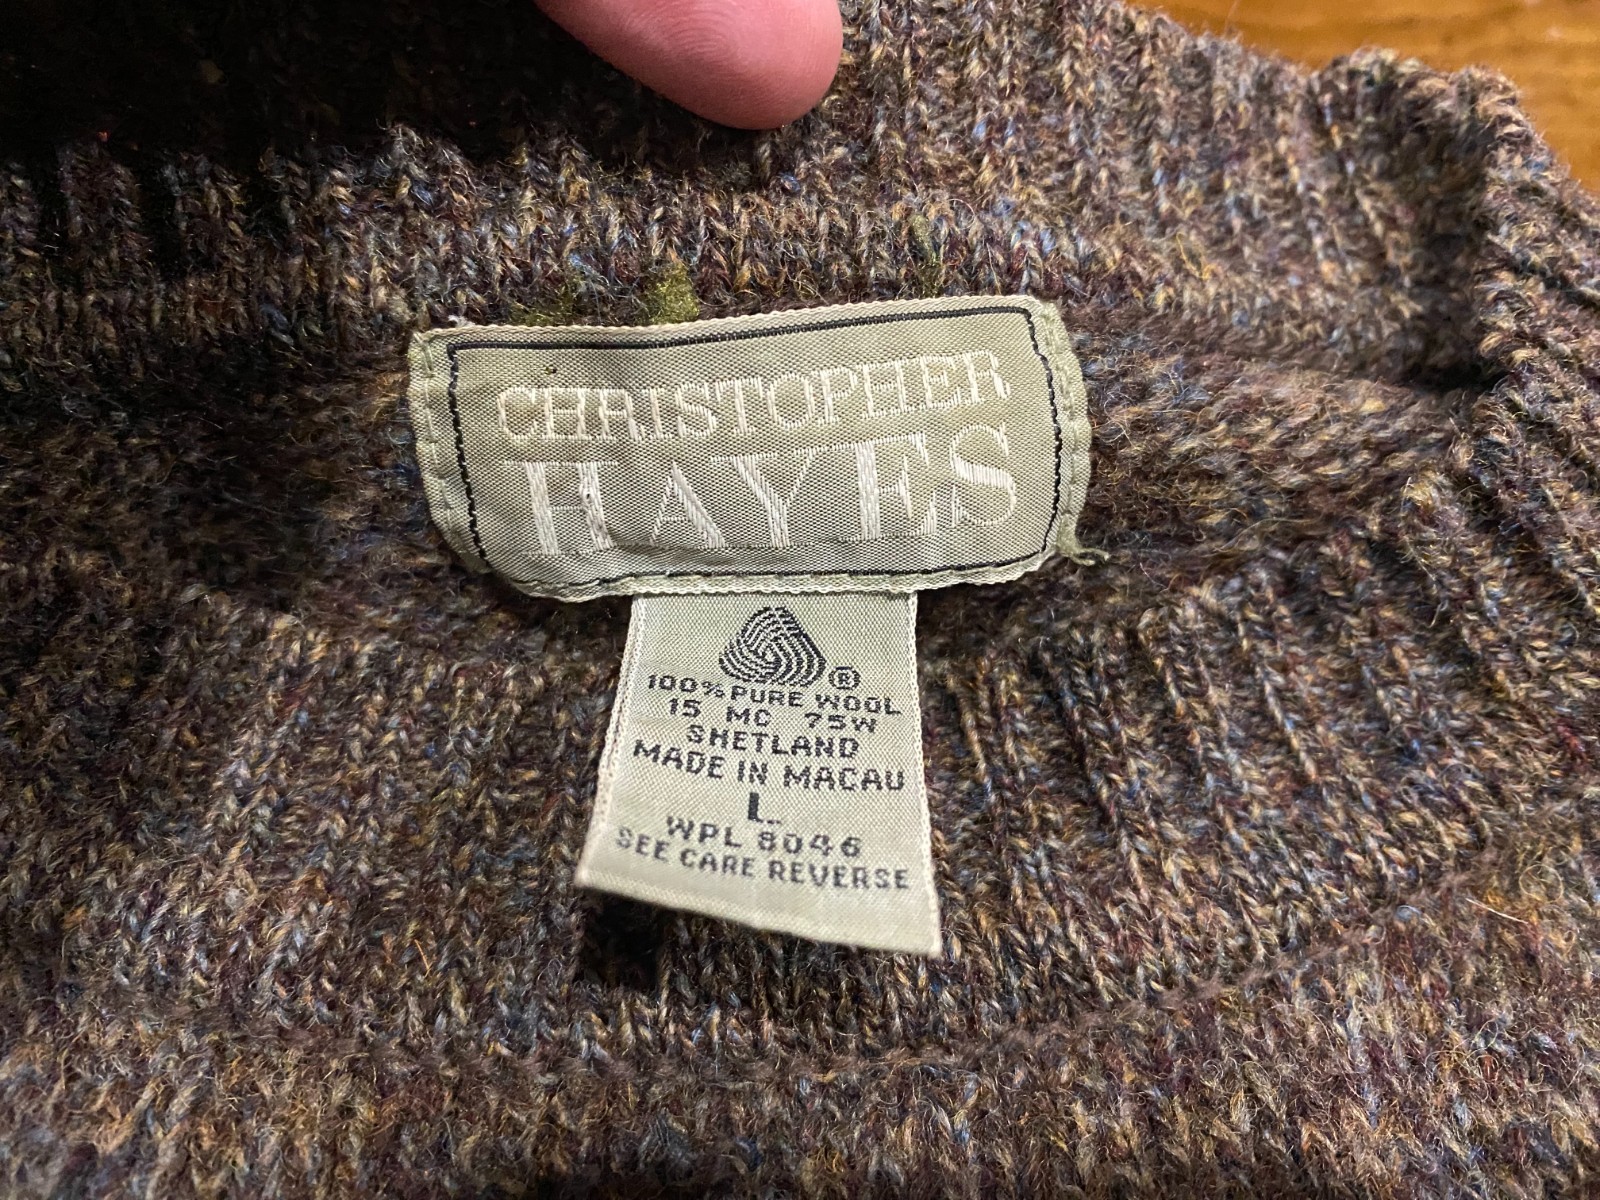 CHRISTOPHER
HAYES
®
100% PURE WOOL
15 MC 75W
SHETLAND
MADE IN MACAU
L
WPL 8046
SEE CARE REVERSE